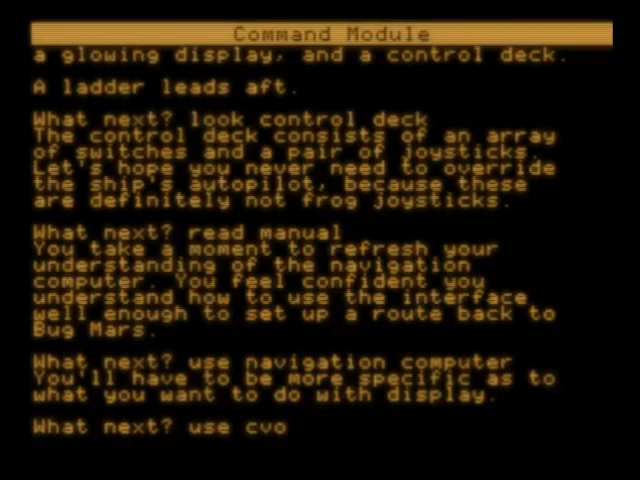 Command Module
a glowing display, and a control deck.
A ladder leads aft.
What next? look control deck
The control deck consists of an array
of switches and a pair of joysticks.
Let's hope you never need to override
the ship's autopilot, because these
are definitely not frog joysticks.
What next? read manual
You take a moment to refresh your
understanding of the navigation
computer. You feel confident you
understand how to use the interface
well enough to set up a route back to
Bug Mars.
What next? use navigation computer
You'll have to be more specific as to
what you want to do with display.
What next? use cvo